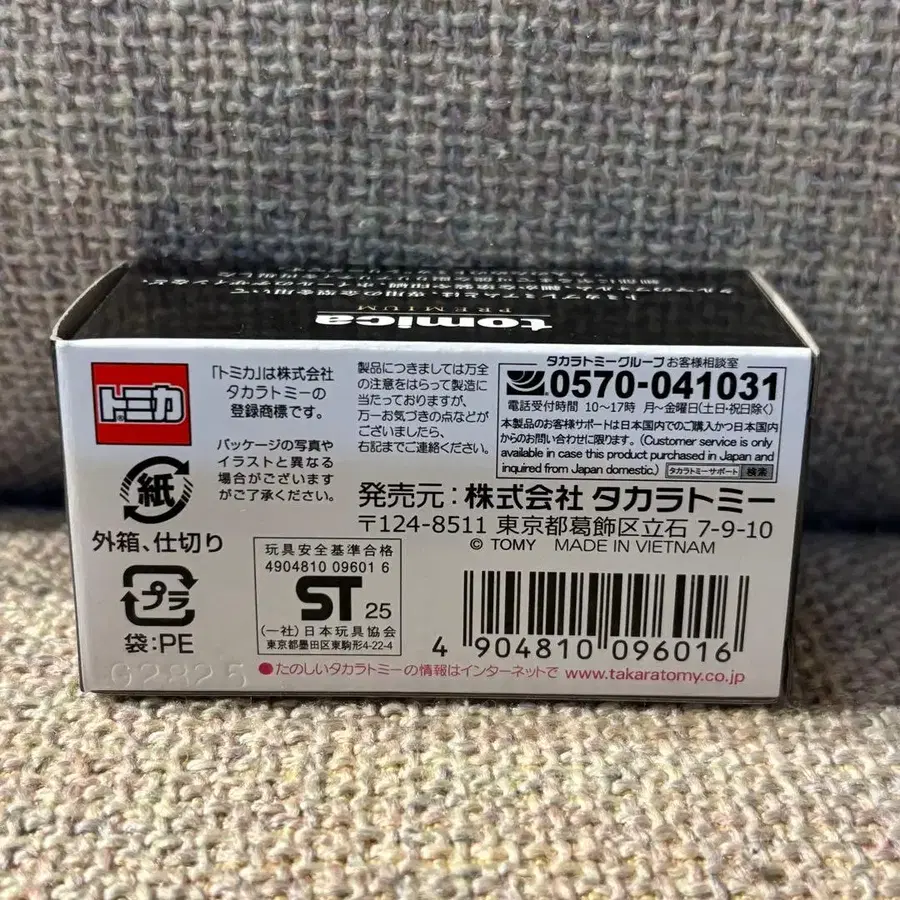 tomica
PREMIUM
トミカ
「トミカ」は株式会社
タカラトミーの
登録商標です。
パッケージの写真や
イラストと異なる
場合がございます
がご了承ください。
製品につきましては万全
の注意をはらって製造に
当たっておりますが、
万一お気づきの点などが
ございましたら、
右記までご連絡ください。
タカラトミーグループお客様相談室
0570-041031
電話受付時間 10〜17時 月〜金曜日(土日・祝日除く)
本製品のお客様サポートは日本国内でのご購入かつ日本国内
からのお問い合わせに限ります。(Customer service is only
available in case this product purchased in Japan and
inquired from Japan domestic.) タカラトミーサポート 検索
発売元:株式会社 タカラトミー
〒124-8511 東京都葛飾区立石 7-9-10
© TOMY MADE IN VIETNAM
紙
外箱、仕切り
プラ
袋:PE
玩具安全基準合格
4904810 09601 6
ST 25
(一社)日本玩具協会
東京都墨田区東駒形4-22-4
4 904810 096016
●たのしいタカラトミーの情報はインターネットで www.takaratomy.co.jp
G2825